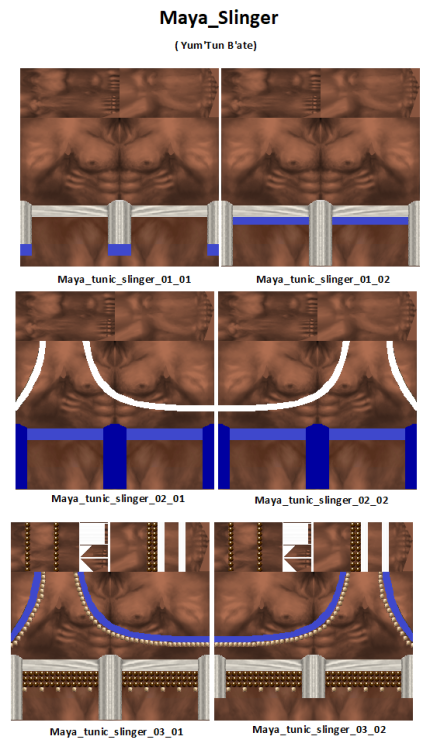 Maya_Slinger
( Yum'Tun B'ate)
Maya_tunic_slinger_01_01
Maya_tunic_slinger_01_02
Maya_tunic_slinger_02_01
Maya_tunic_slinger_02_02
Maya_tunic_slinger_03_01
Maya_tunic_slinger_03_02